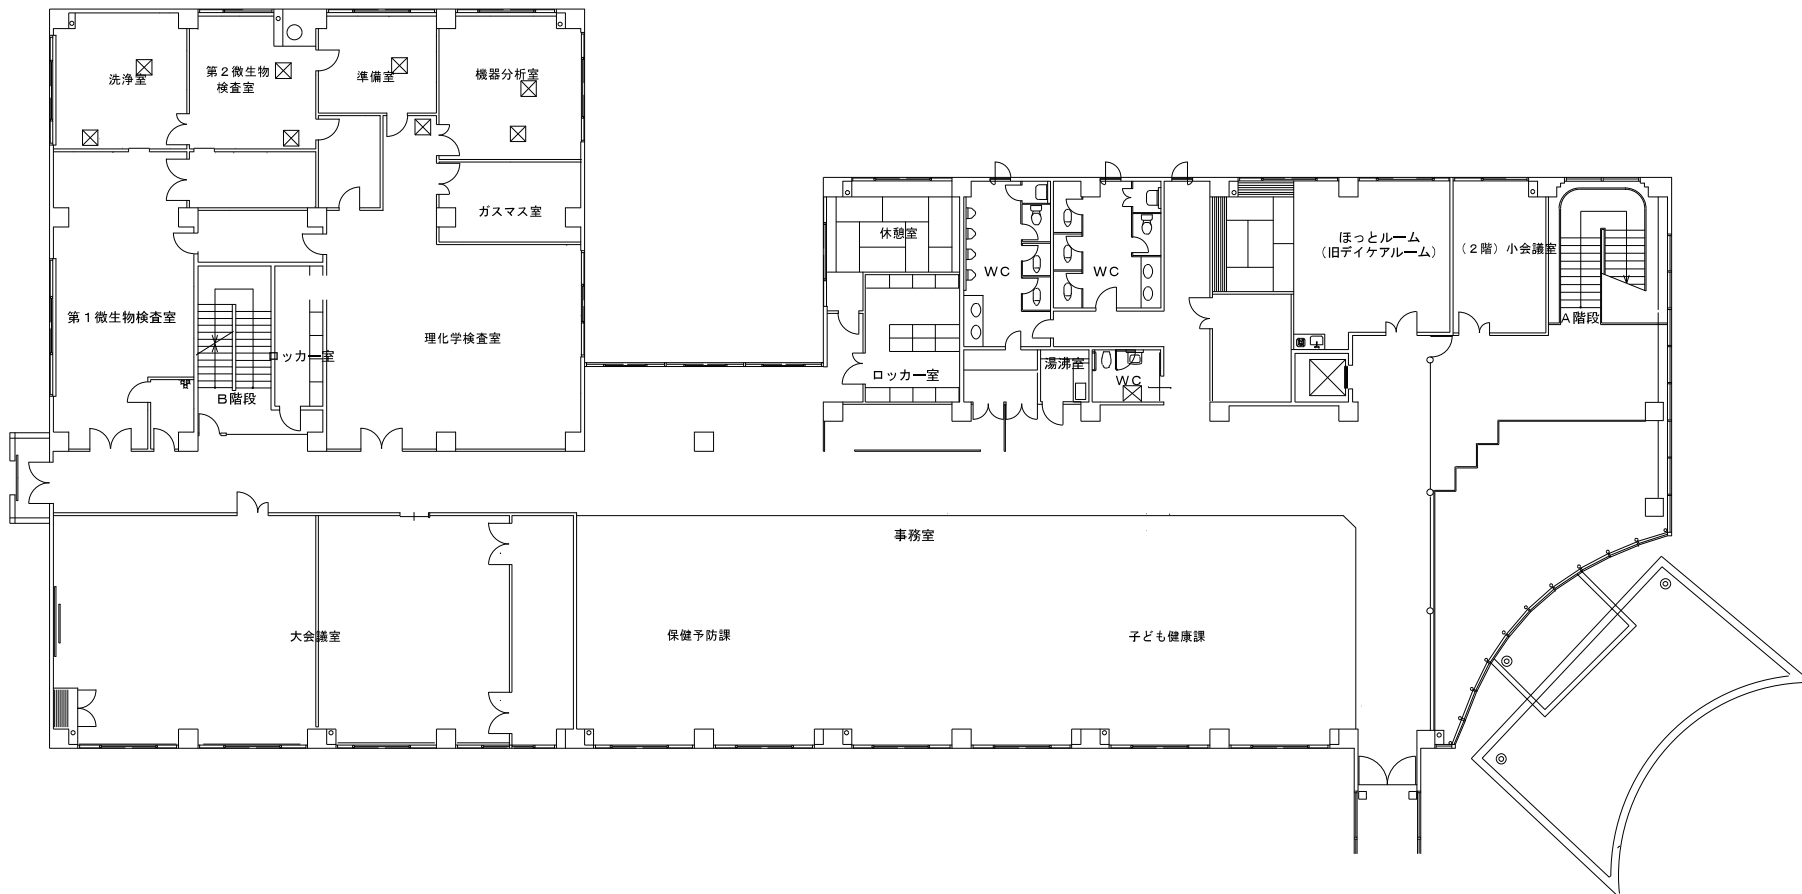 洗浄室
第２微生物
検査室
準備室
機器分析室
ガスマス室
休憩室
ＷＣ
ＷＣ
ほっとルーム
（旧デイケアルーム）
（２階）小会議室
第１微生物検査室
Ｂ階段
ロッカー室
理化学検査室
ロッカー室
湯沸室
ＷＣ
Ａ階段
事務室
大会議室
保健予防課
子ども健康課